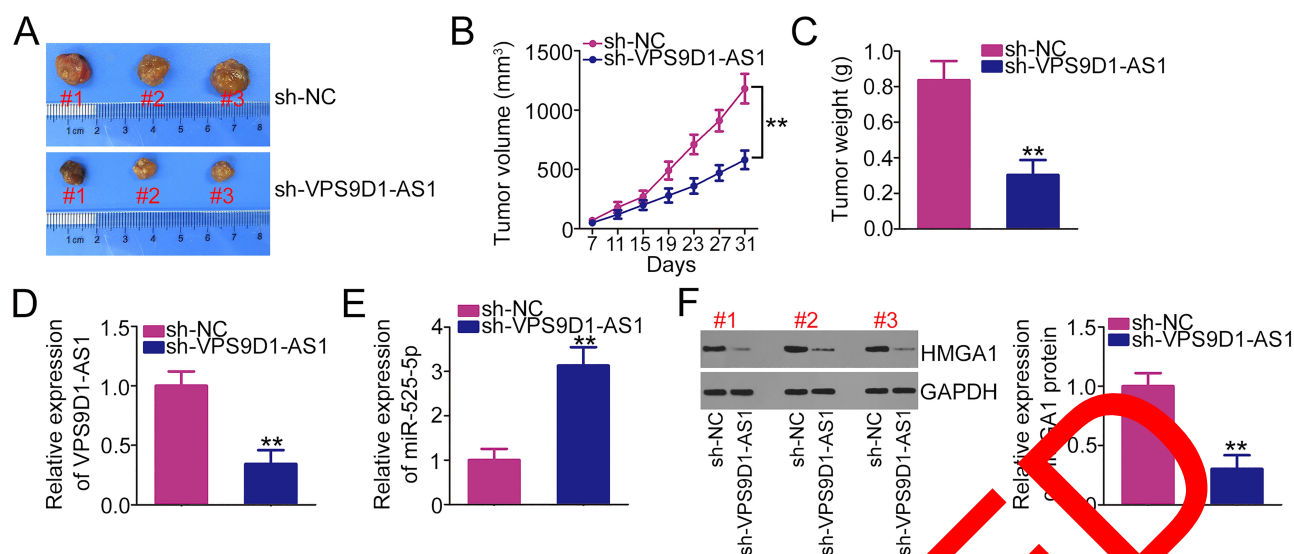 A
#1 #2 #3
1cm 2 3 4 5 6 7 8
sh-NC
#1 #2 #3
1cm 2 3 4 5 6 7 8
sh-VPS9D1-AS1
B
sh-NC
sh-VPS9D1-AS1
Tumor volume (mm³)
1500
1000
500
0
**
7 11 15 19 23 27 31
Days
C
sh-NC
sh-VPS9D1-AS1
Tumor weight (g)
1.0
0.8
0.6
0.4
0.2
0.0
**
D
sh-NC
sh-VPS9D1-AS1
Relative expression
of VPS9D1-AS1
1.5
1.0
0.5
0.0
**
E
sh-NC
sh-VPS9D1-AS1
Relative expression
of miR-525-5p
4
3
2
1
0
**
F
#1 #2 #3
HMGA1
GAPDH
sh-NC
sh-VPS9D1-AS1
sh-NC
sh-VPS9D1-AS1
sh-NC
sh-VPS9D1-AS1
sh-NC
sh-VPS9D1-AS1
Relative expression
protein
1.5
1.0
**